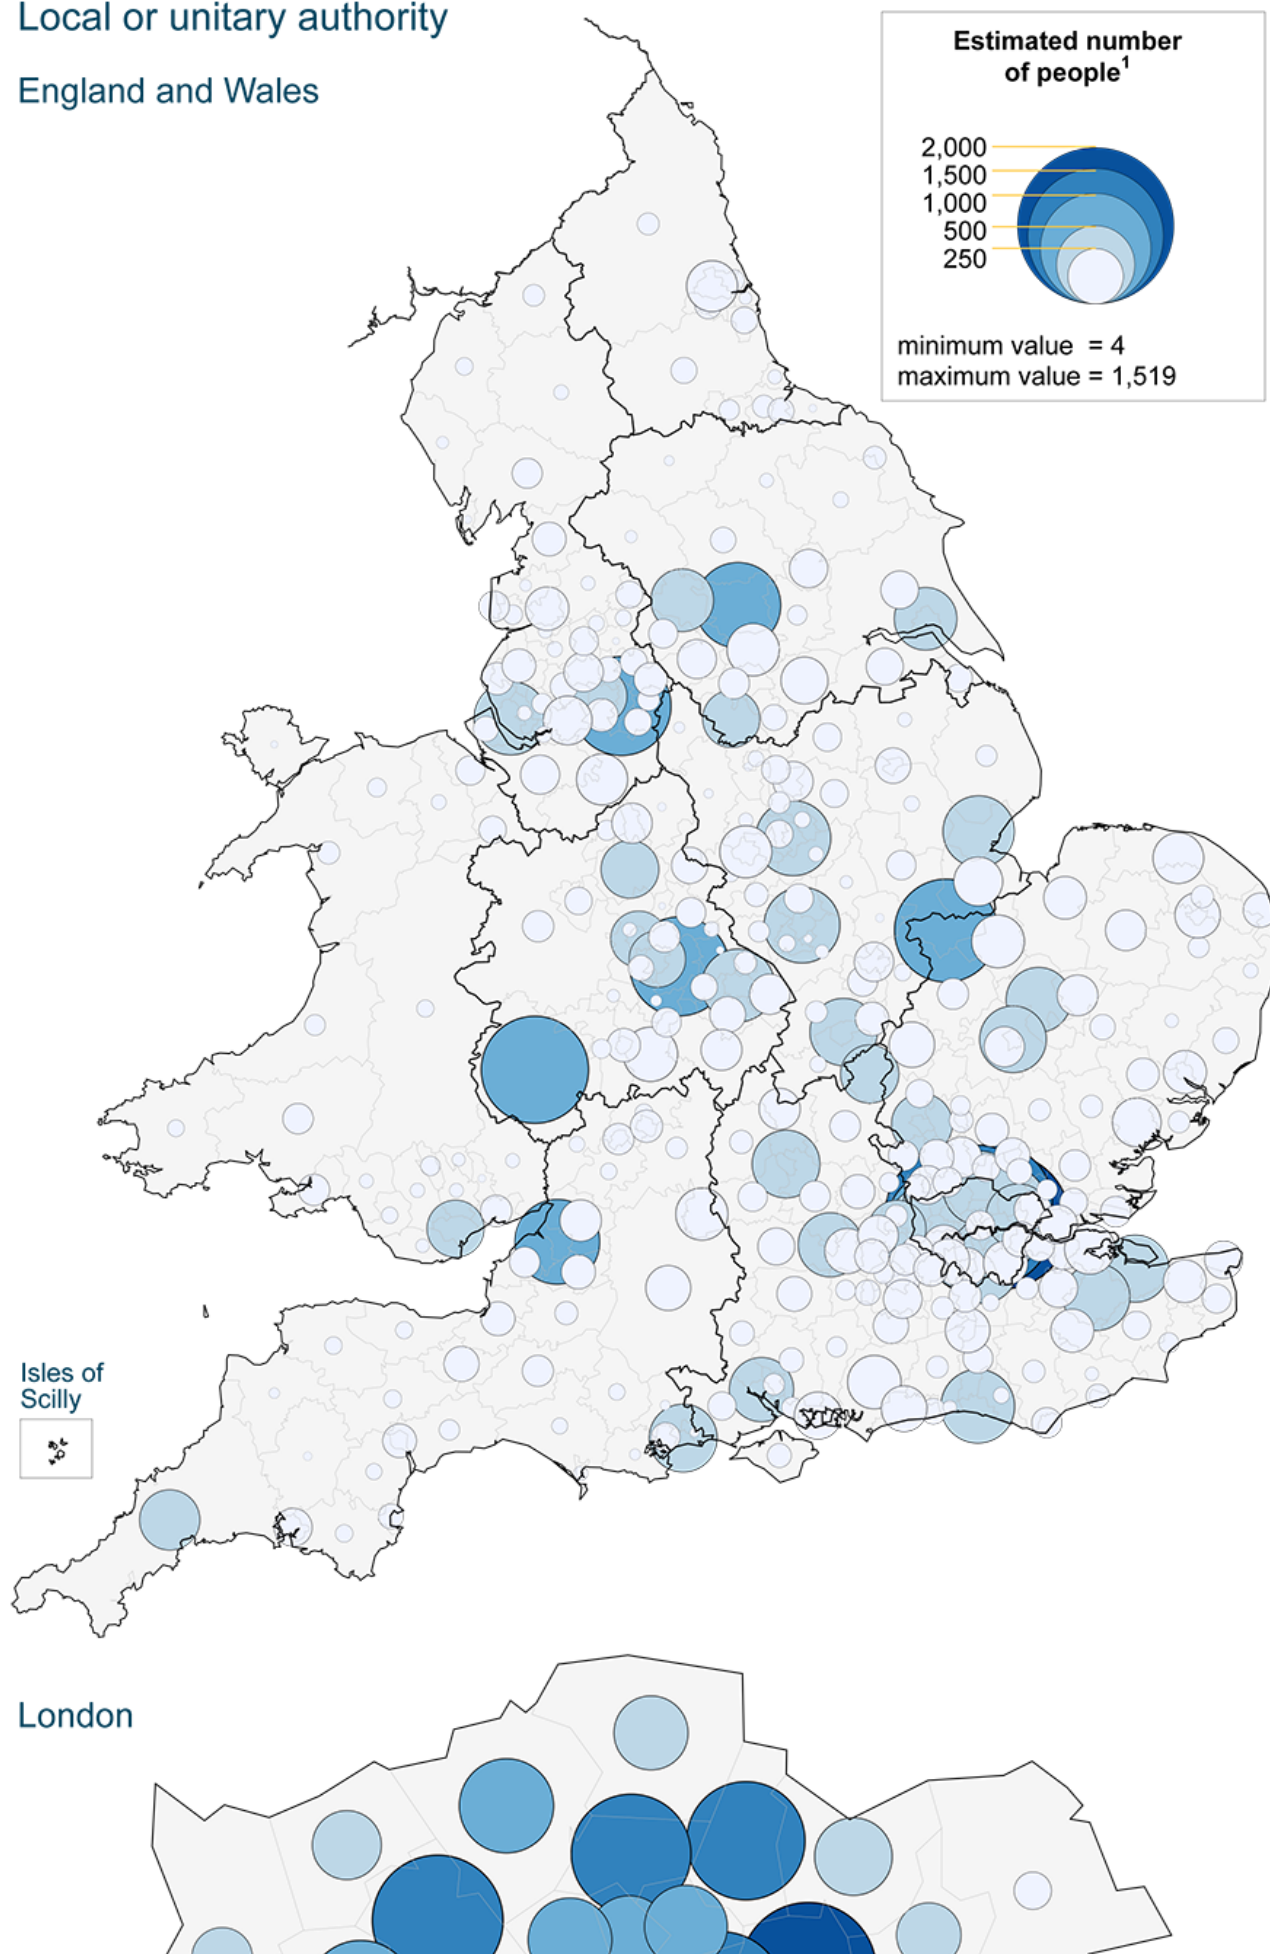 Local or unitary authority
England and Wales
Estimated number
of people¹
2,000
1,500
1,000
500
250
minimum value = 4
maximum value = 1,519
Isles of
Scilly
London